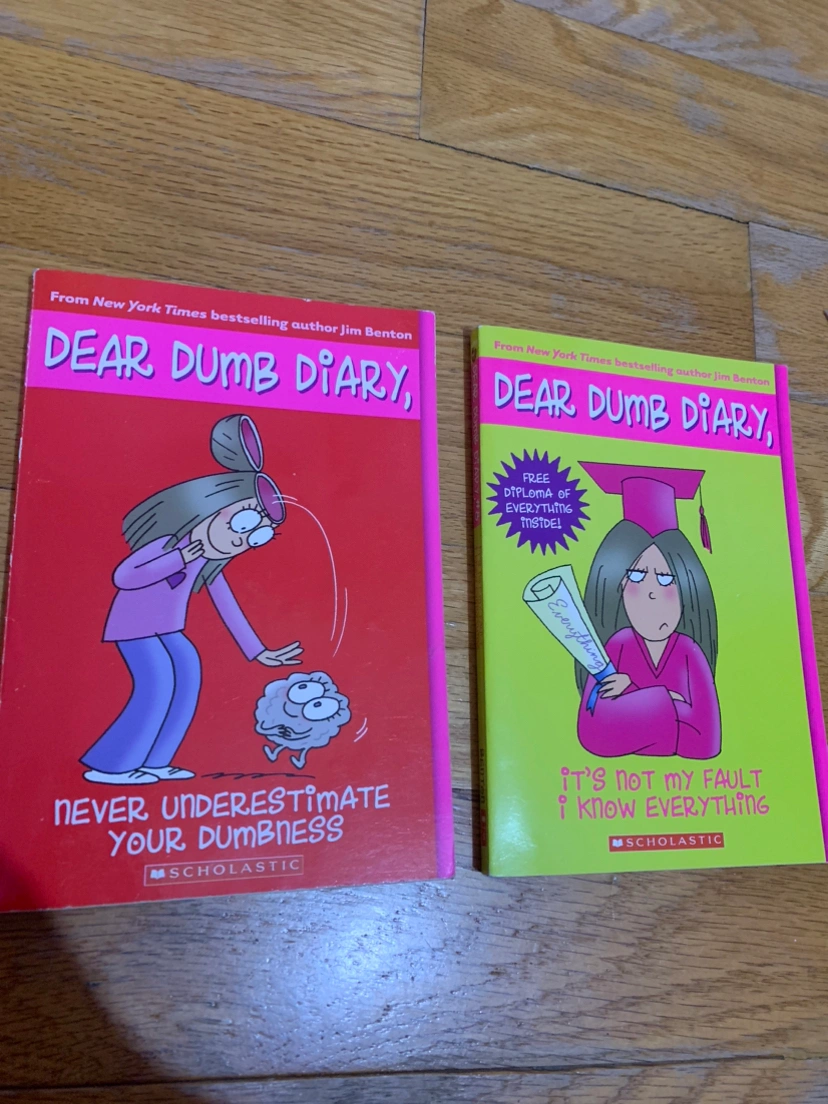 From New York Times bestselling author Jim Benton
DEAR DUMB DIARY,
NEVER UNDERESTIMATE
YOUR DUMBNESS
SCHOLASTIC
From New York Times bestselling author Jim Benton
DEAR DUMB DIARY,
FREE
DIPLOMA OF
EVERYTHING
INSIDE!
Everything
IT'S NOT MY FAULT
I KNOW EVERYTHING
SCHOLASTIC